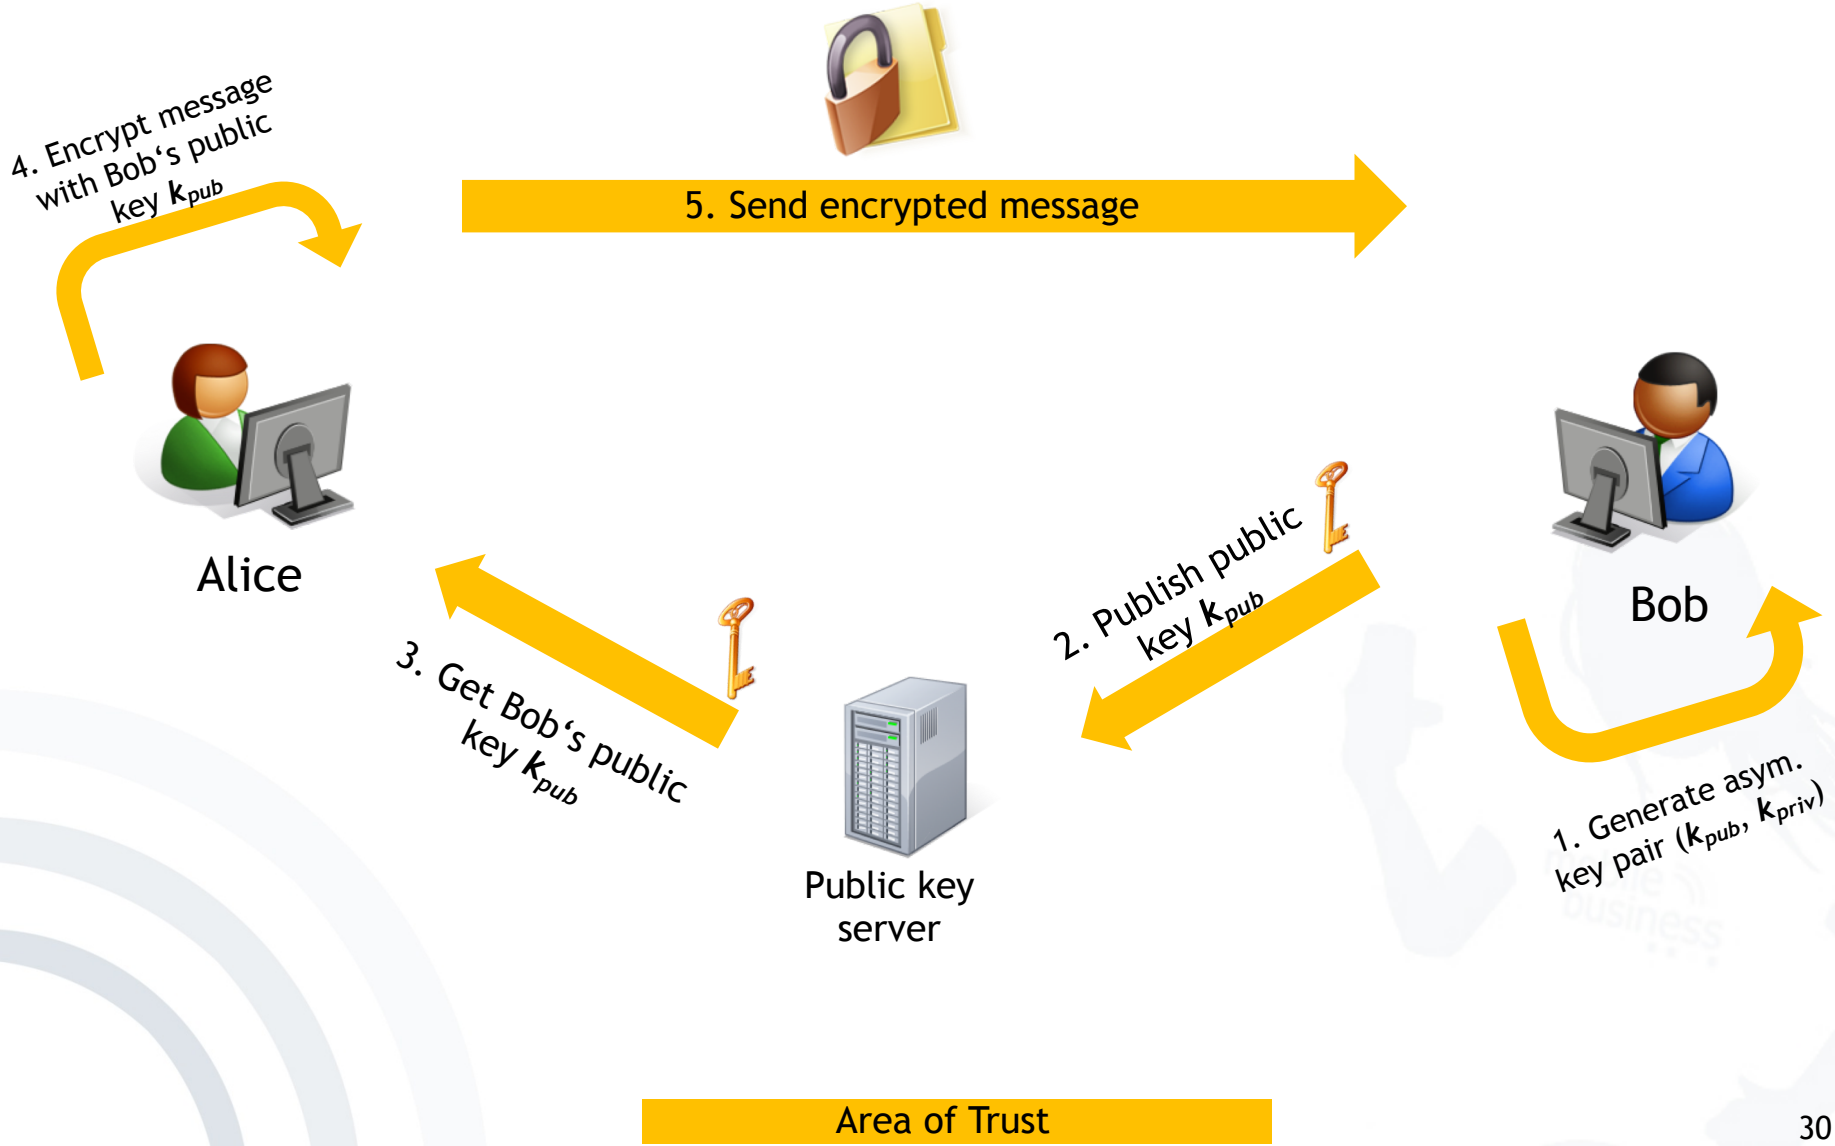 4. Encrypt message
with Bob‘s public
key kpub
5. Send encrypted message
Alice
Bob
2. Publish public
key kpub
3. Get Bob‘s public
key kpub
1. Generate asym.
key pair (kpub, kpriv)
Public key
server
business
Area of Trust
30